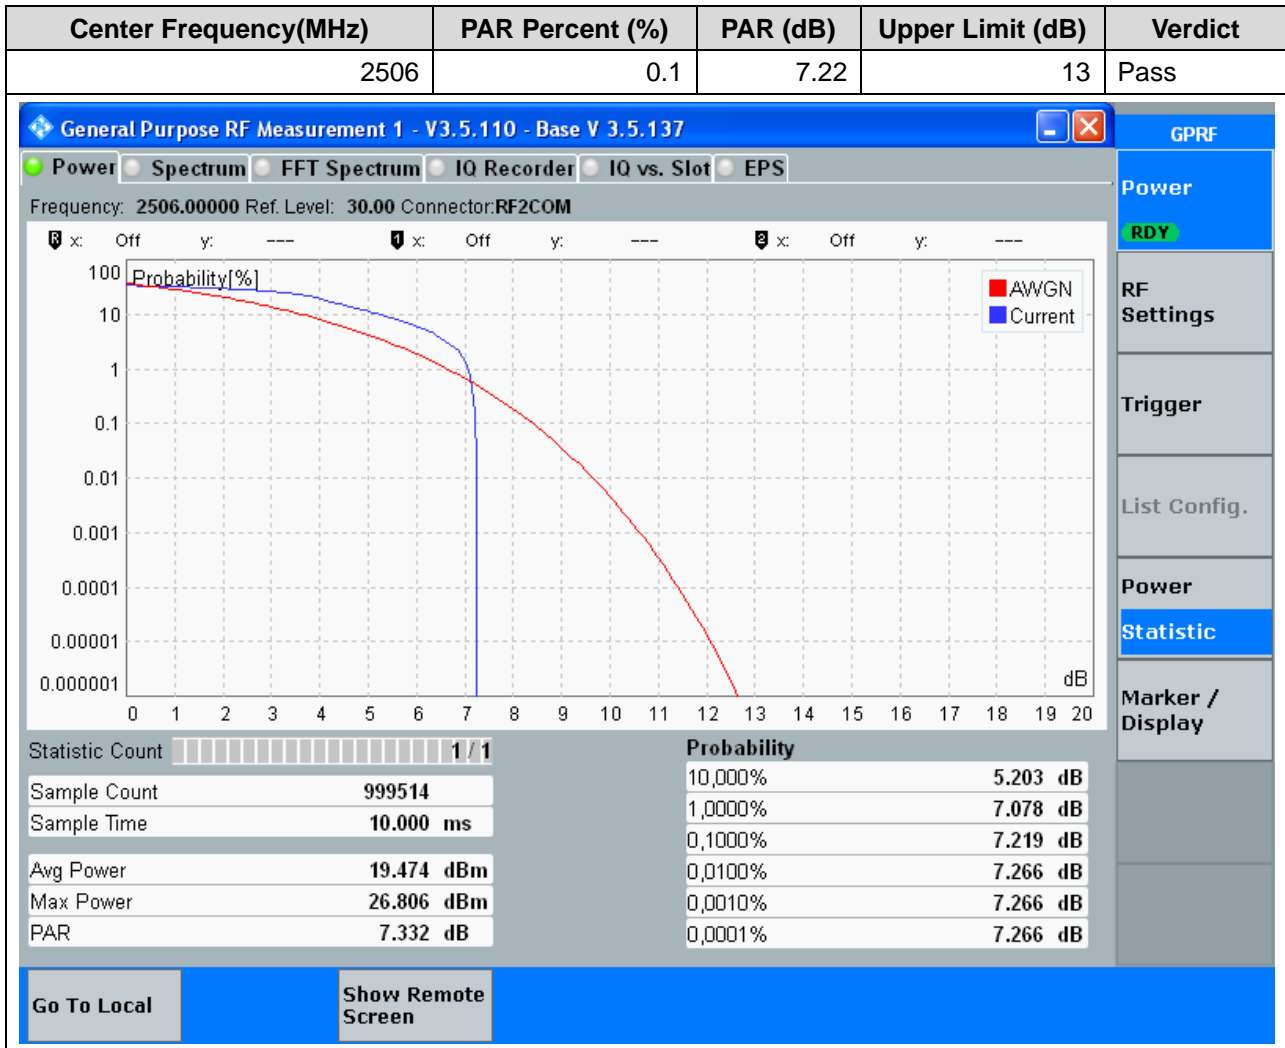 Center Frequency(MHz) PAR Percent (%) PAR (dB) Upper Limit (dB) Verdict
2506 0.1 7.22 13 Pass
General Purpose RF Measurement 1 - V3.5.110 - Base V 3.5.137
GPRF
Power Spectrum FFT Spectrum IQ Recorder IQ vs. Slot EPS
Power
RDY
Frequency: 2506.00000 Ref. Level: 30.00 Connector:RF2COM
R x: Off y: --- 1 x: Off y: --- 2 x: Off y: ---
Probability[%]
AWGN
Current
100
10
1
0.1
0.01
0.001
0.0001
0.00001
0.000001
dB
0 1 2 3 4 5 6 7 8 9 10 11 12 13 14 15 16 17 18 19 20
RF
Settings
Trigger
List Config.
Power
Statistic
Marker /
Display
Statistic Count 1 / 1
Sample Count 999514
Sample Time 10.000 ms
Avg Power 19.474 dBm
Max Power 26.806 dBm
PAR 7.332 dB
Probability
10,000% 5.203 dB
1,0000% 7.078 dB
0,1000% 7.219 dB
0,0100% 7.266 dB
0,0010% 7.266 dB
0,0001% 7.266 dB
Go To Local
Show Remote
Screen